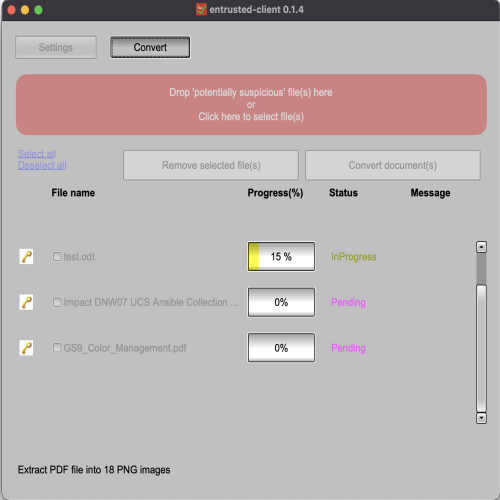 entrusted-client 0.1.4
Settings
Convert
Drop 'potentially suspicious' file(s) here
or
Click here to select file(s)
Select all
Deselect all
Remove selected file(s)
Convert document(s)
File name Progress(%) Status Message
test.odt 15 % InProgress
Impact DNW07 UCS Ansible Collection ... 0% Pending
GS9_Color_Management.pdf 0% Pending
Extract PDF file into 18 PNG images